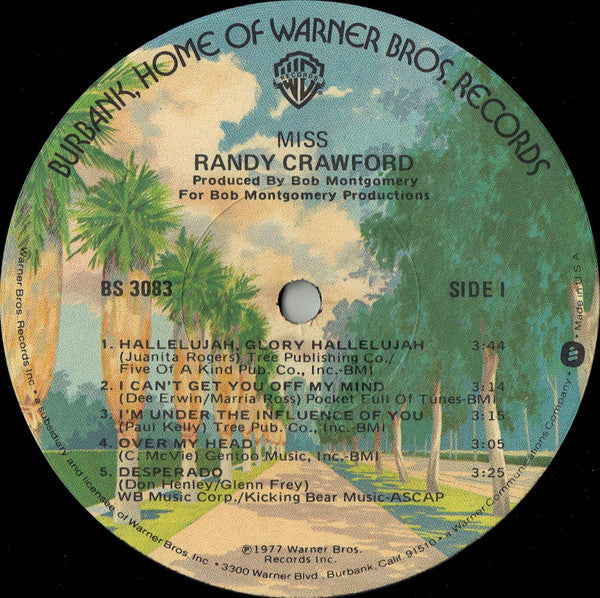 BURBANK, HOME OF WARNER BROS. RECORDS
WB
RECORDS
MISS
RANDY CRAWFORD
Produced By Bob Montgomery
For Bob Montgomery Productions
BS 3083
SIDE I
1. HALLELUJAH, GLORY HALLELUJAH 3:44
(Juanita Rogers) Tree Publishing Co./
Five Of A Kind Pub. Co., Inc.-BMI
2. I CAN'T GET YOU OFF MY MIND 3:14
(Dee Erwin/Marria Ross) Pocket Full Of Tunes-BMI
3. I'M UNDER THE INFLUENCE OF YOU 3:15
(Paul Kelly) Tree Pub. Co., Inc.-BMI
4. OVER MY HEAD 3:05
(C. McVie) Gentoo Music, Inc.-BMI
5. DESPERADO 3:25
(Don Henley/Glenn Frey)
WB Music Corp./Kicking Bear Music-ASCAP
℗1977 Warner Bros.
Records Inc.
Warner Bros. Records Inc. • a subsidiary and licensee of Warner Bros. Inc. • 3300 Warner Blvd., Burbank, Calif. 91510 • a Warner Communications Company • Made in U.S.A.